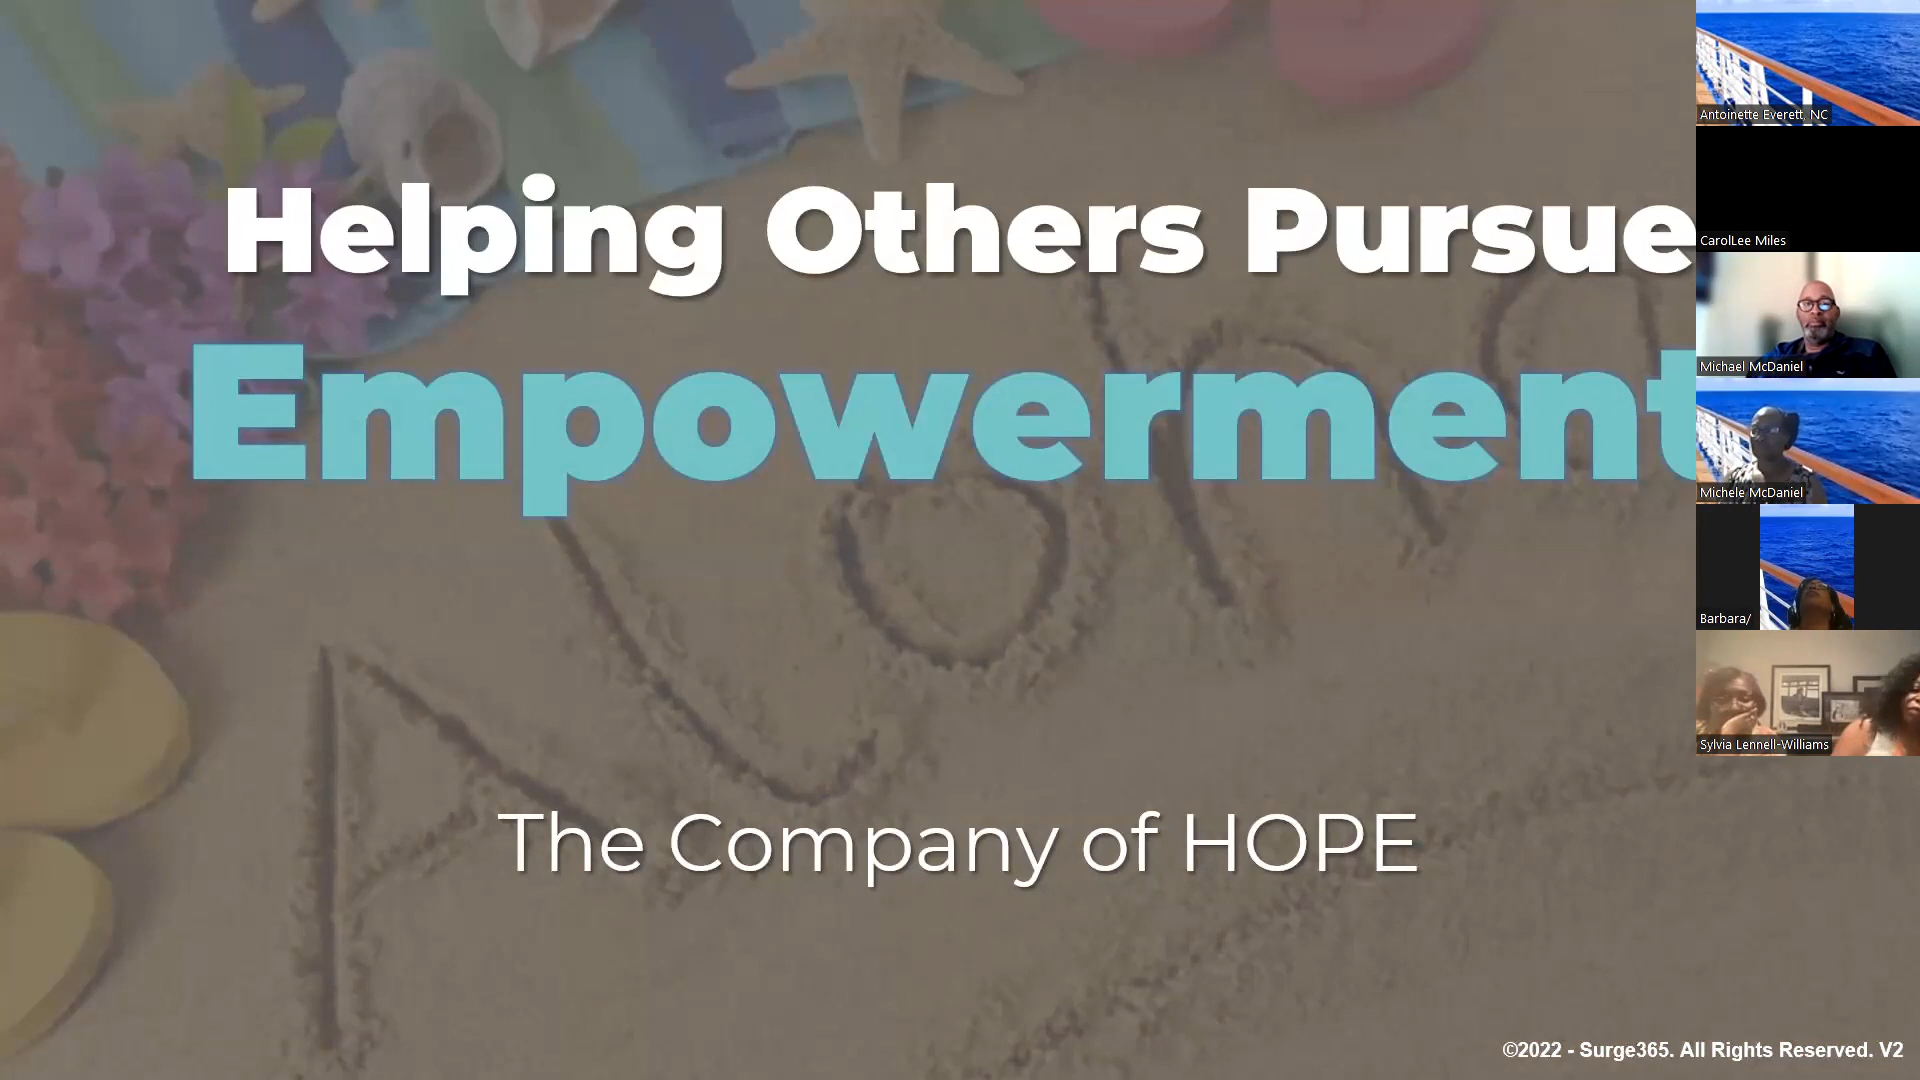 Helping Others Pursue
Empowerment
The Company of HOPE
Antoinette Everett, NC
CarolLee Miles
Michael McDaniel
Michele McDaniel
Barbara/
Sylvia Lennell-Williams
©2022 - Surge365. All Rights Reserved. V2